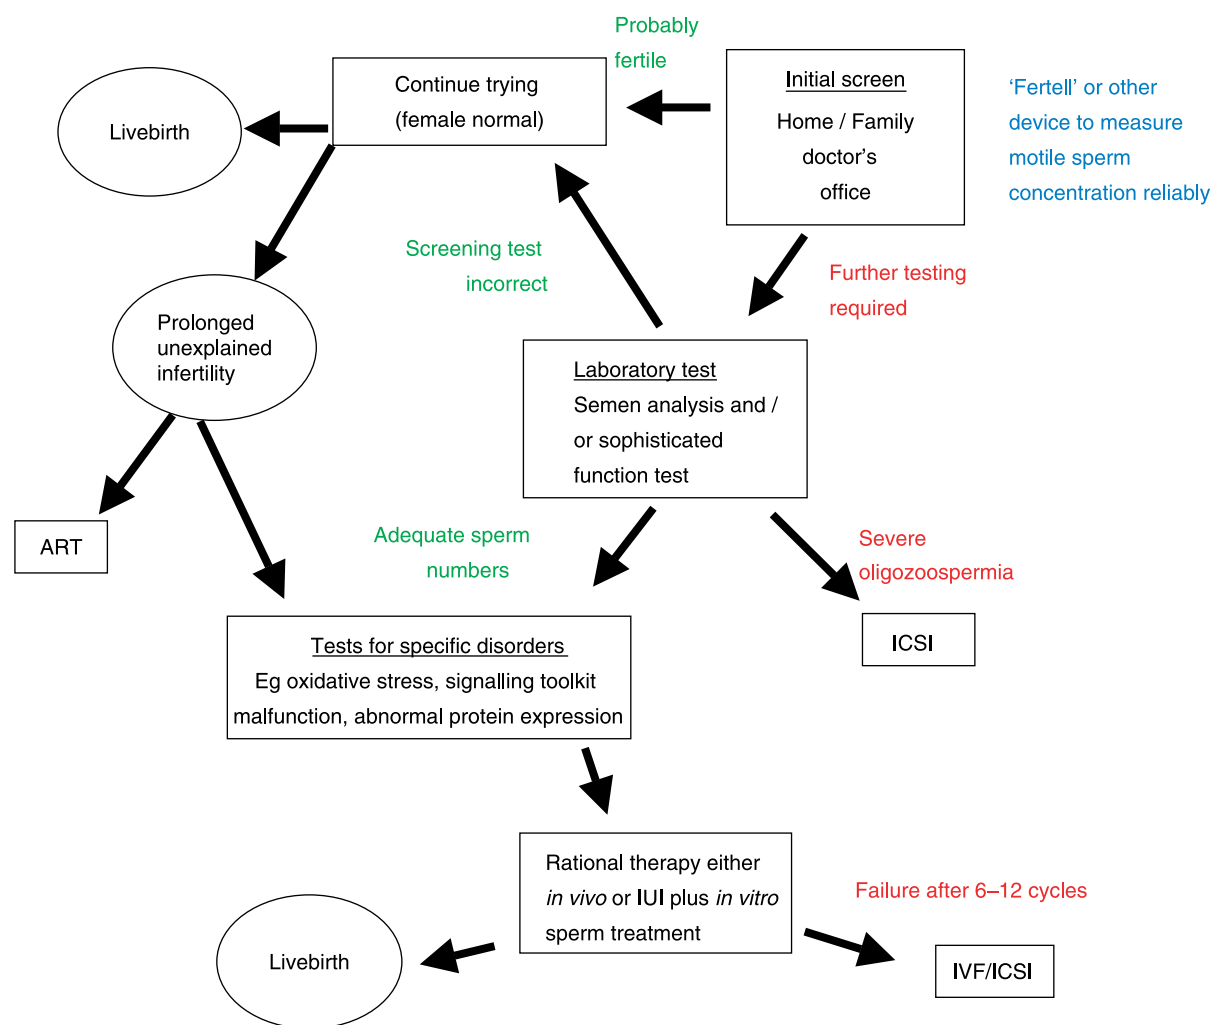 Probably
fertile
Initial screen
Home / Family
doctor's
office
'Fertell' or other
device to measure
motile sperm
concentration reliably
Continue trying
(female normal)
Livebirth
Screening test
incorrect
Further testing
required
Prolonged
unexplained
infertility
Laboratory test
Semen analysis and /
or sophisticated
function test
ART
Adequate sperm
numbers
Severe
oligozoospermia
ICSI
Tests for specific disorders
Eg oxidative stress, signalling toolkit
malfunction, abnormal protein expression
Rational therapy either
in vivo or IUI plus in vitro
sperm treatment
Failure after 6–12 cycles
Livebirth
IVF/ICSI